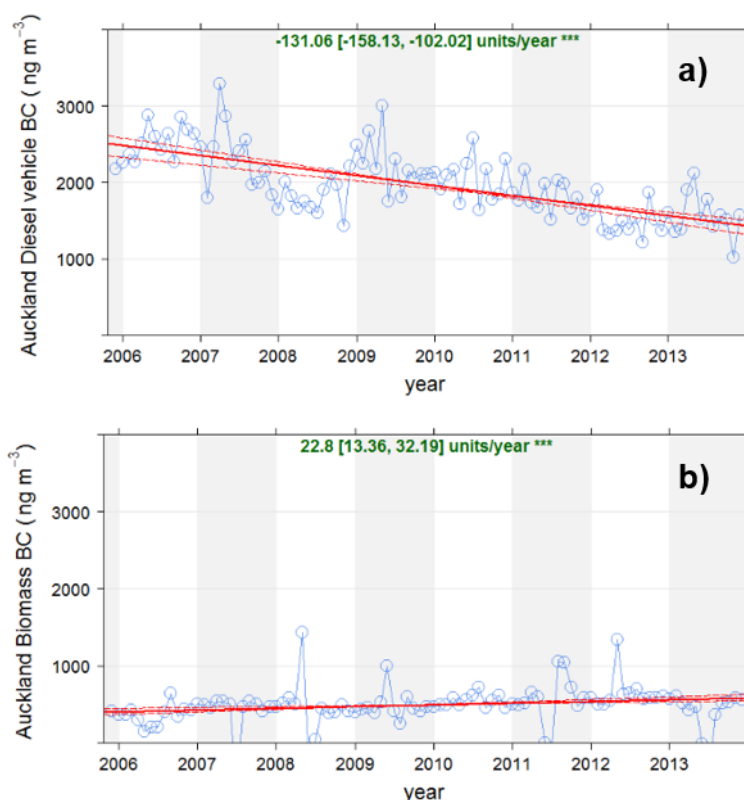 -131.06 [-158.13, -102.02] units/year ***
a)
Auckland Diesel vehicle BC ( ng m⁻³)
3000
2000
1000
2006 2007 2008 2009 2010 2011 2012 2013
year
22.8 [13.36, 32.19] units/year ***
b)
Auckland Biomass BC ( ng m⁻³)
3000
2000
1000
2006 2007 2008 2009 2010 2011 2012 2013
year